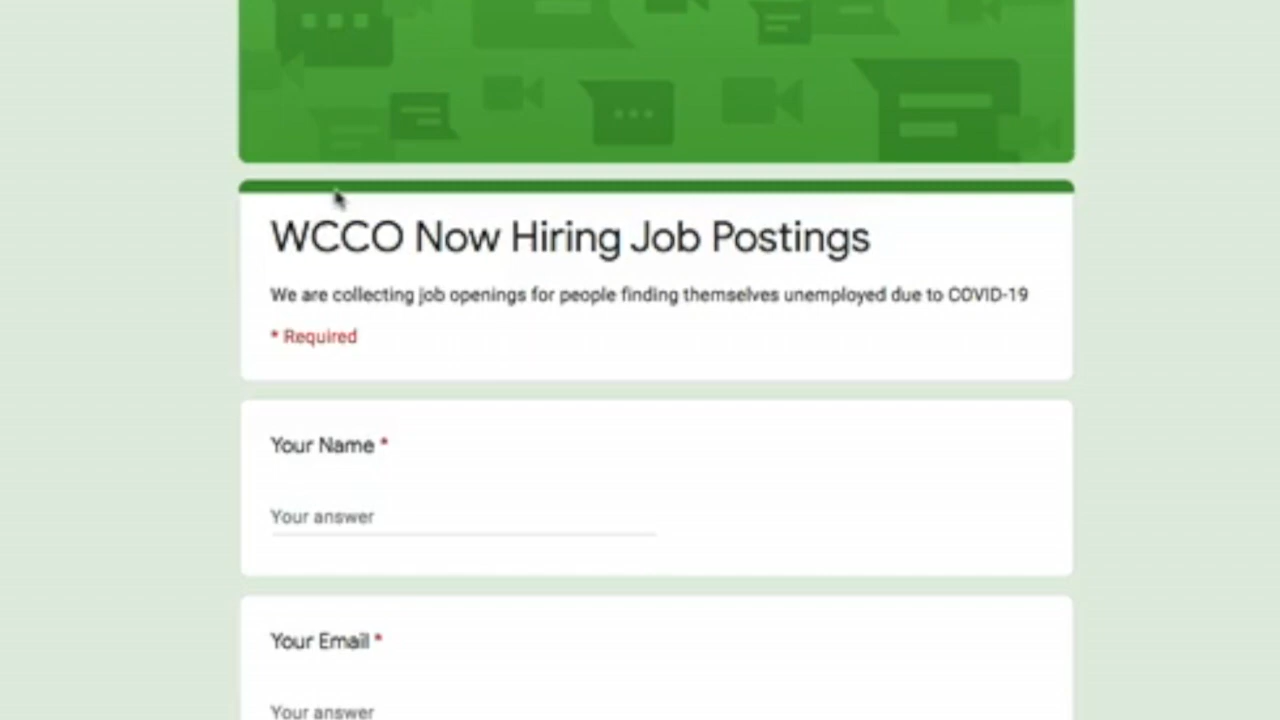 WCCO Now Hiring Job Postings
We are collecting job openings for people finding themselves unemployed due to COVID-19
* Required
Your Name *
Your answer
Your Email *
Your answer